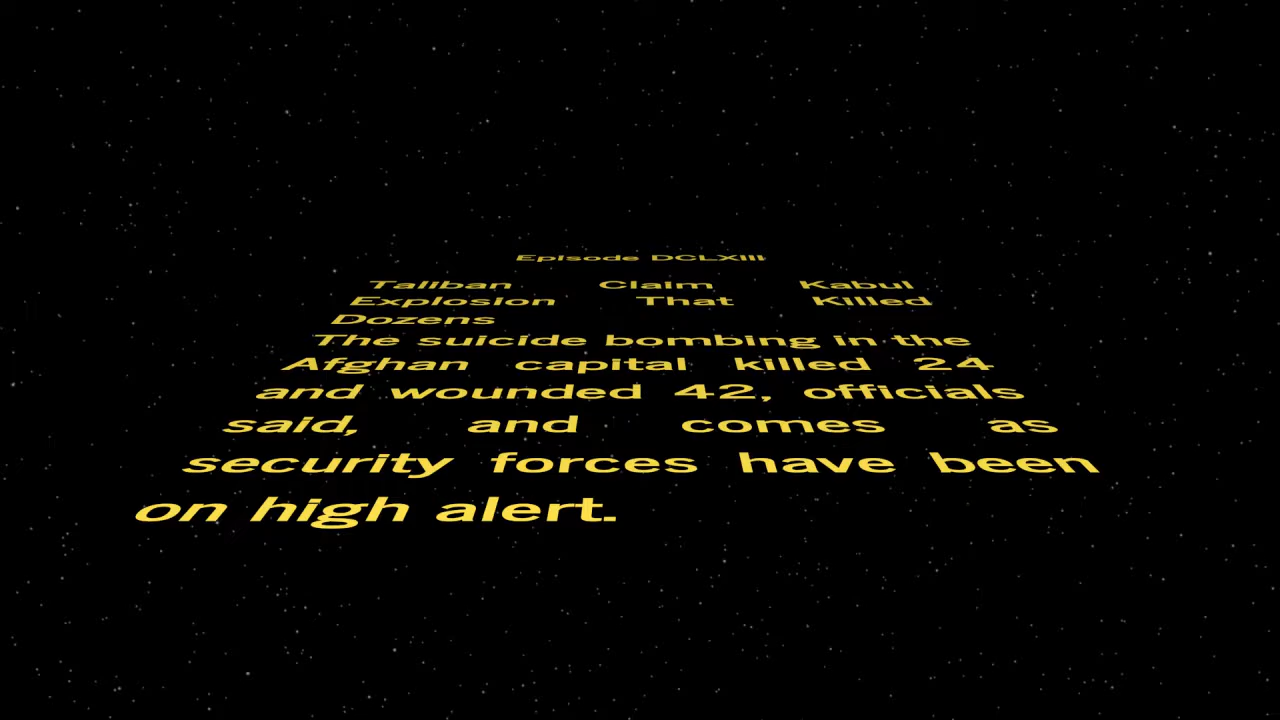 Episode DCLXIII
Taliban Claim Kabul
Explosion That Killed
Dozens
The suicide bombing in the
Afghan capital killed 24
and wounded 42, officials
said, and comes as
security forces have been
on high alert.